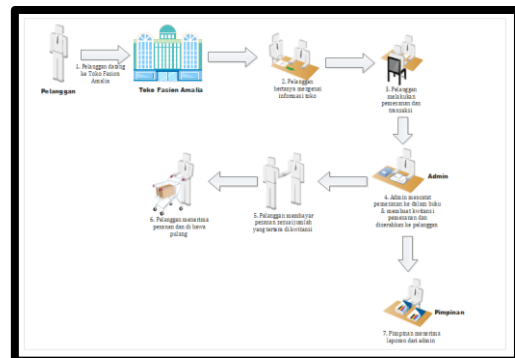 1. Pelanggan datang
ke Toko Fasion
Amalia
Pelanggan
Toko Fasion Amalia
2. Pelanggan
bertanya mengenai
informasi toko
3. Pelanggan
melakukan
pemesanan dan
transaksi
Admin
4. Admin mencatat
pemesanan ke dalam buku
& membuat kwitansi
pemesanan dan
diserahkan ke pelanggan
5. Pelanggan membayar
pesanan sesuai jumlah
yang tertera di kwitansi
6. Pelanggan menerima
pesanan dan di bawa
pulang
Pimpinan
7. Pimpinan menerima
laporan dari admin